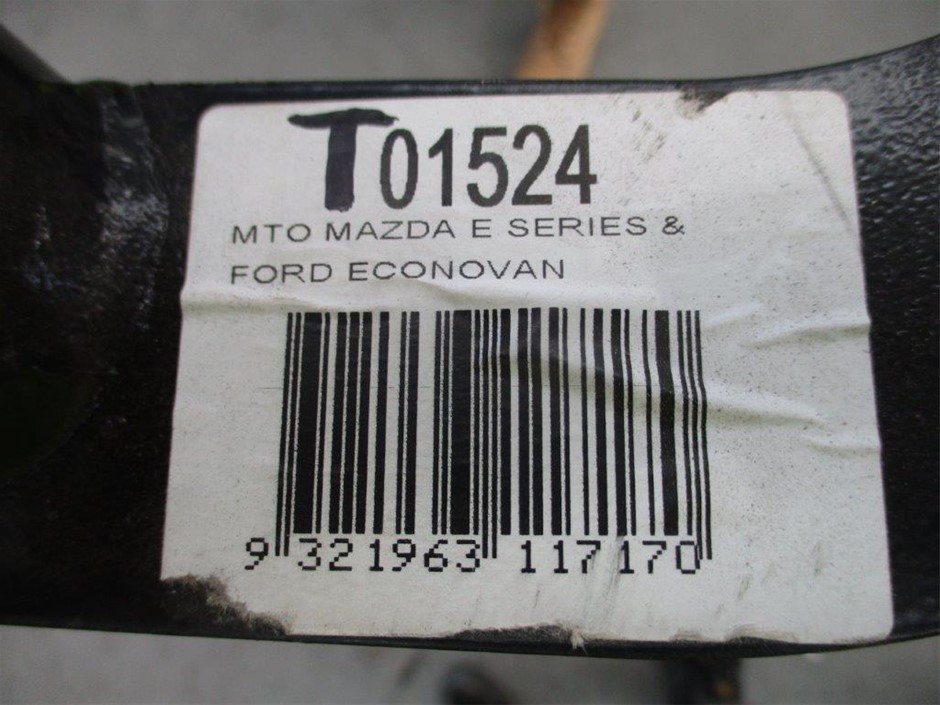 T01524
MTO MAZDA E SERIES &
FORD ECONOVAN
9 321963 117170